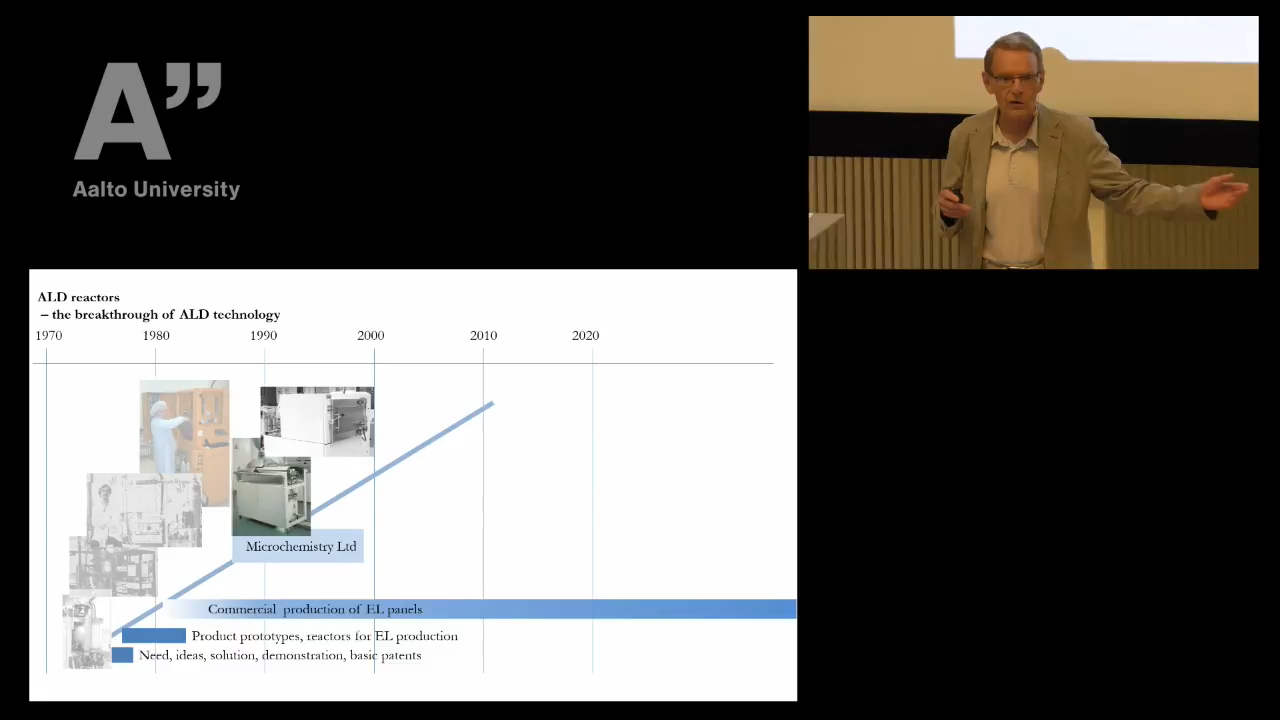 A”
Aalto University
ALD reactors
– the breakthrough of ALD technology
1970 1980 1990 2000 2010 2020
Microchemistry Ltd
Commercial production of EL panels
Product prototypes, reactors for EL production
Need, ideas, solution, demonstration, basic patents